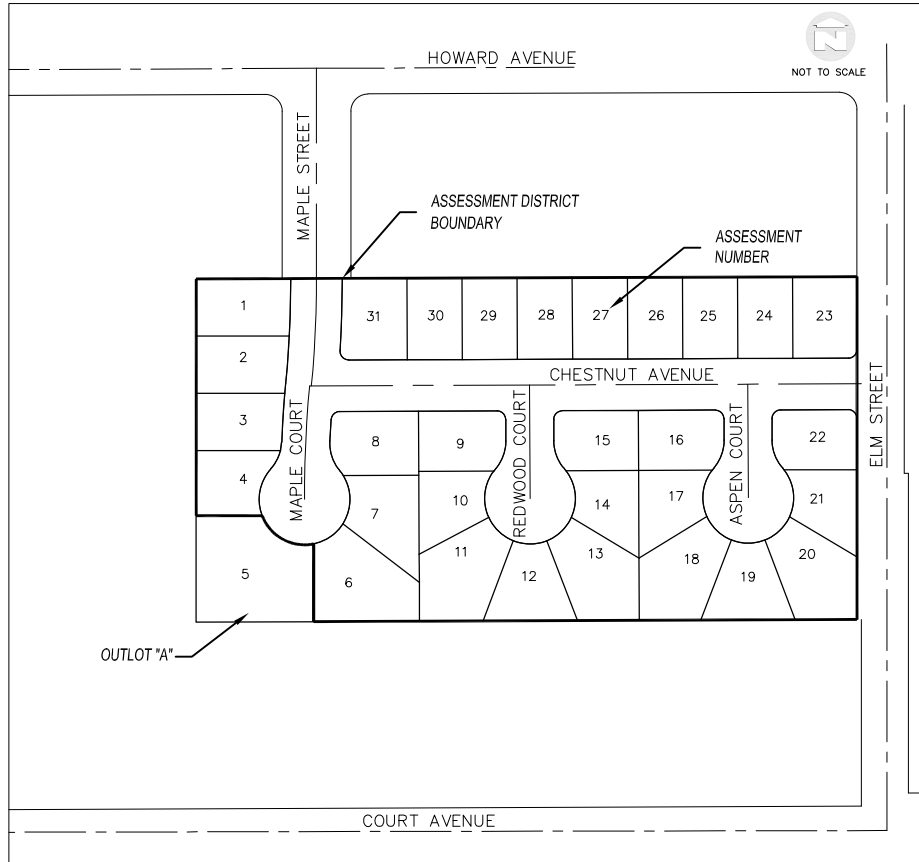 HOWARD AVENUE
N
NOT TO SCALE
MAPLE STREET
ASSESSMENT DISTRICT
BOUNDARY
ASSESSMENT
NUMBER
1
31
30
29
28
27
26
25
24
23
2
CHESTNUT AVENUE
ELM STREET
3
MAPLE COURT
8
9
REDWOOD COURT
15
16
ASPEN COURT
22
4
7
10
14
17
21
5
6
11
12
13
18
19
20
OUTLOT "A"
COURT AVENUE